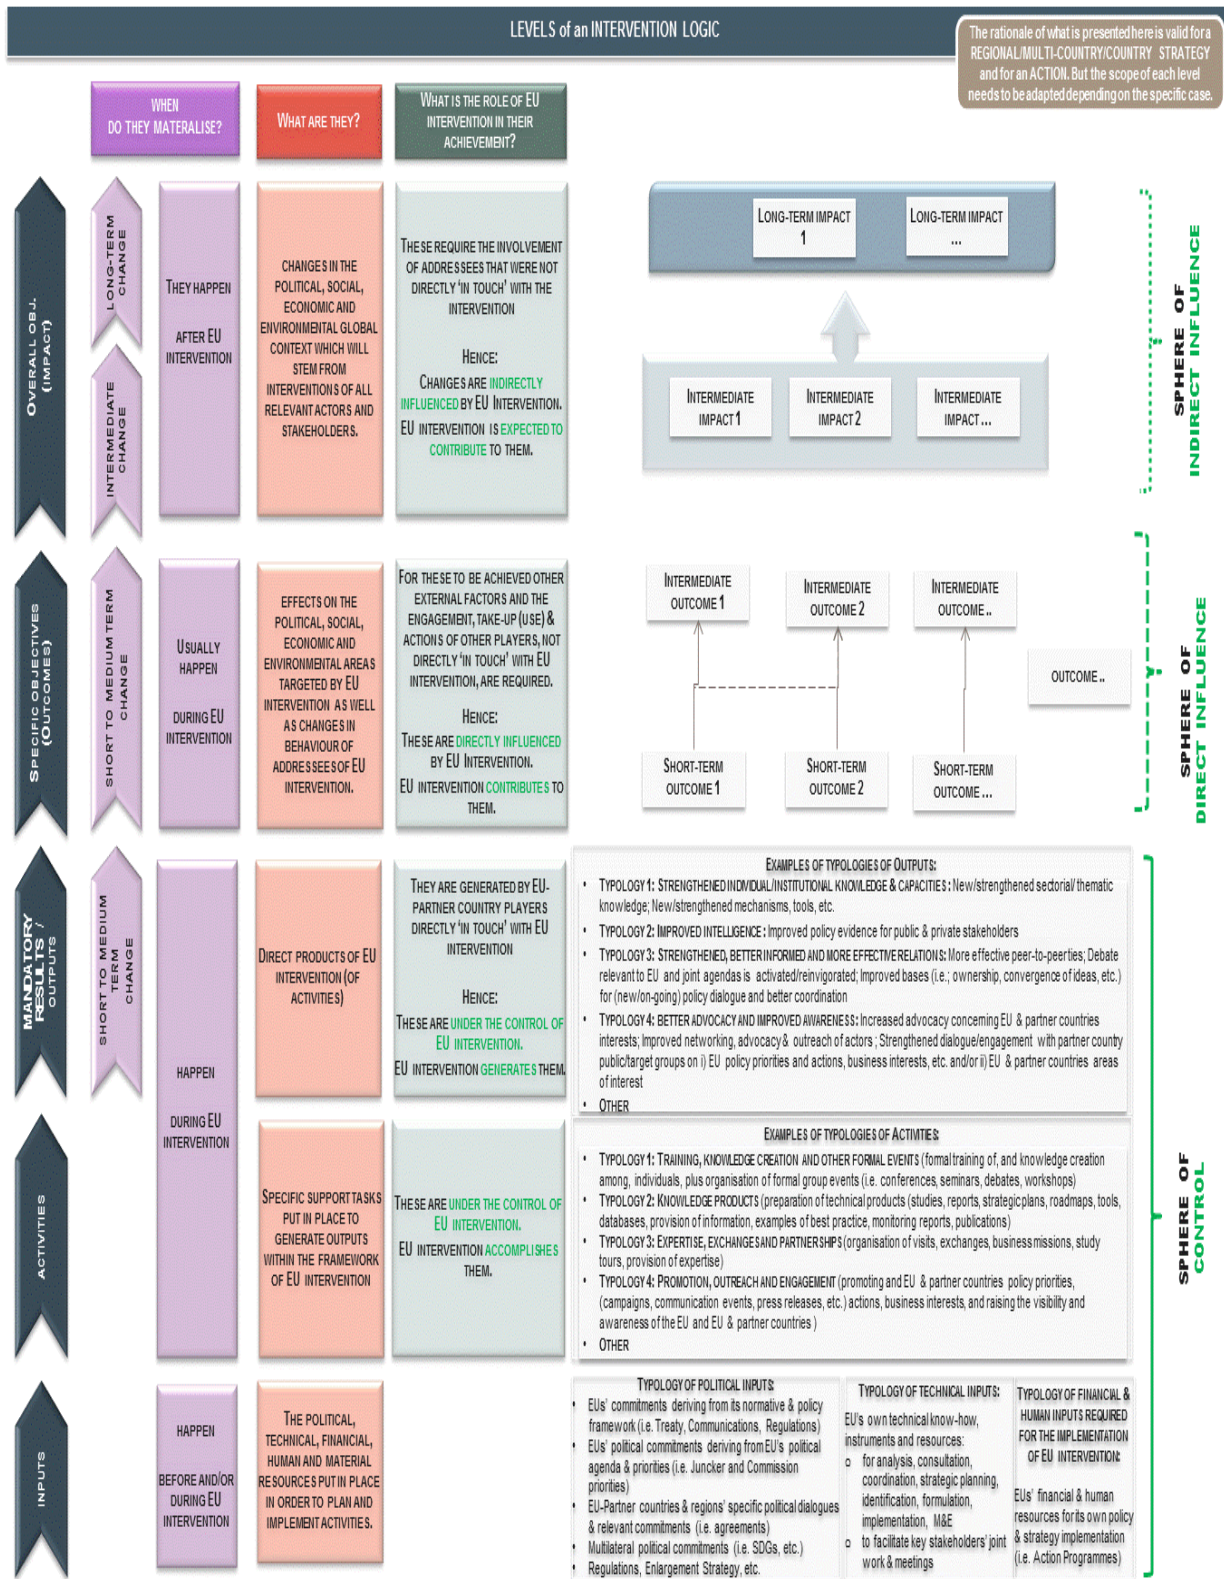 LEVELS of an INTERVENTION LOGIC
The rationale of what is presented here is valid for a
REGIONAL/MULTI-COUNTRY/COUNTRY STRATEGY
and for an ACTION. But the scope of each level
needs to be adapted depending on the specific case.
WHEN
DO THEY MATERALISE?
WHAT ARE THEY?
WHAT IS THE ROLE OF EU
INTERVENTION IN THEIR
ACHIEVEMENT?
OVERALL OBJ.
(IMPACT)
LONG-TERM
CHANGE
INTERMEDIATE
CHANGE
THEY HAPPEN
AFTER EU
INTERVENTION
CHANGES IN THE
POLITICAL, SOCIAL,
ECONOMIC AND
ENVIRONMENTAL GLOBAL
CONTEXT WHICH WILL
STEM FROM
INTERVENTIONS OF ALL
RELEVANT ACTORS AND
STAKEHOLDERS.
THESE REQUIRE THE INVOLVEMENT
OF ADDRESEES THAT WERE NOT
DIRECTLY 'IN TOUCH' WITH THE
INTERVENTION
HENCE:
CHANGES ARE INDIRECTLY
INFLUENCED BY EU INTERVENTION.
EU INTERVENTION IS EXPECTED TO
CONTRIBUTE TO THEM.
LONG-TERM IMPACT
1
LONG-TERM IMPACT
...
INTERMEDIATE
IMPACT 1
INTERMEDIATE
IMPACT 2
INTERMEDIATE
IMPACT ...
SPHERE OF
INDIRECT INFLUENCE
SPECIFIC OBJECTIVES
(OUTCOMES)
SHORT TO MEDIUM TERM
CHANGE
USUALLY
HAPPEN
DURING EU
INTERVENTION
EFFECTS ON THE
POLITICAL, SOCIAL,
ECONOMIC AND
ENVIRONMENTAL AREAS
TARGETED BY EU
INTERVENTION AS WELL
AS CHANGES IN
BEHAVIOUR OF
ADDRESEES OF EU
INTERVENTION.
FOR THESE TO BE ACHIEVED OTHER
EXTERNAL FACTORS AND THE
ENGAGEMENT, TAKE-UP (USE) &
ACTIONS OF OTHER PLAYERS, NOT
DIRECTLY 'IN TOUCH' WITH EU
INTERVENTION, ARE REQUIRED.
HENCE:
THESE ARE DIRECTLY INFLUENCED
BY EU INTERVENTION.
EU INTERVENTION CONTRIBUTES TO
THEM.
INTERMEDIATE
OUTCOME 1
INTERMEDIATE
OUTCOME 2
INTERMEDIATE
OUTCOME ..
OUTCOME ..
SHORT-TERM
OUTCOME 1
SHORT-TERM
OUTCOME 2
SHORT-TERM
OUTCOME ...
SPHERE OF
DIRECT INFLUENCE
MANDATORY
RESULTS /
OUTPUTS
SHORT TO MEDIUM
TERM
CHANGE
HAPPEN
DURING EU
INTERVENTION
DIRECT PRODUCTS OF EU
INTERVENTION (OF
ACTIVITIES)
THEY ARE GENERATED BY EU-
PARTNER COUNTRY PLAYERS
DIRECTLY 'IN TOUCH' WITH EU
INTERVENTION
HENCE:
THESE ARE UNDER THE CONTROL OF
EU INTERVENTION.
EU INTERVENTION GENERATES THEM.
EXAMPLES OF TYPOLOGIES OF OUTPUTS:
• TYPOLOGY 1: STRENGTHENED INDIVIDUAL/INSTITUTIONAL KNOWLEDGE & CAPACITIES: New/strengthened sectorial/ thematic
knowledge; New/strengthened mechanisms, tools, etc.
• TYPOLOGY 2: IMPROVED INTELLIGENCE: Improved policy evidence for public & private stakeholders
• TYPOLOGY 3: STRENGTHENED, BETTER INFORMED AND MORE EFFECTIVE RELATIONS: More effective peer-to-peerties; Debate
relevant to EU and joint agendas is activated/reinvigorated; Improved bases (i.e.; ownership, convergence of ideas, etc.)
for (new/on-going) policy dialogue and better coordination
• TYPOLOGY 4: BETTER ADVOCACY AND IMPROVED AWARENESS: Increased advocacy concerning EU & partner countries
interests; Improved networking, advocacy & outreach of actors ; Strengthened dialogue/engagement with partner country
public/target groups on i) EU policy priorities and actions, business interests, etc. and/or ii) EU & partner countries areas
of interest
• OTHER
ACTIVITIES
SPECIFIC SUPPORT TASKS
PUT IN PLACE TO
GENERATE OUTPUTS
WITHIN THE FRAMEWORK
OF EU INTERVENTION
THESE ARE UNDER THE CONTROL OF
EU INTERVENTION.
EU INTERVENTION ACCOMPLISHES
THEM.
EXAMPLES OF TYPOLOGIES OF ACTIVITIES:
• TYPOLOGY 1: TRAINING, KNOWLEDGE CREATION AND OTHER FORMAL EVENTS (formal training of, and knowledge creation
among, individuals, plus organisation of formal group events (i.e. conferences, seminars, debates, workshops)
• TYPOLOGY 2: KNOWLEDGE PRODUCTS (preparation of technical products (studies, reports, strategic plans, roadmaps, tools,
databases, provision of information, examples of best practice, monitoring reports, publications)
• TYPOLOGY 3: EXPERTISE, EXCHANGES AND PARTNERSHIPS (organisation of visits, exchanges, business missions, study
tours, provision of expertise)
• TYPOLOGY 4: PROMOTION, OUTREACH AND ENGAGEMENT (promoting and EU & partner countries policy priorities,
(campaigns, communication events, press releases, etc.) actions, business interests, and raising the visibility and
awareness of the EU and EU & partner countries )
• OTHER
SPHERE OF
CONTROL
INPUTS
HAPPEN
BEFORE AND/OR
DURING EU
INTERVENTION
THE POLITICAL,
TECHNICAL, FINANCIAL,
HUMAN AND MATERIAL
RESOURCES PUT IN PLACE
IN ORDER TO PLAN AND
IMPLEMENT ACTIVITIES.
TYPOLOGY OF POLITICAL INPUTS:
• EUs' commitments deriving from its normative & policy
framework (i.e. Treaty, Communications, Regulations)
• EUs' political commitments deriving from EU's political
agenda & priorities (i.e. Juncker and Commission
priorities)
• EU-Partner countries & regions' specific political dialogues
& relevant commitments (i.e. agreements)
• Multilateral political commitments (i.e. SDGs, etc.)
• Regulations, Enlargement Strategy, etc.
TYPOLOGY OF TECHNICAL INPUTS:
EU's own technical know-how,
instruments and resources:
o for analysis, consultation,
coordination, strategic planning,
identification, formulation,
implementation, M&E
o to facilitate key stakeholders' joint
work & meetings
TYPOLOGY OF FINANCIAL &
HUMAN INPUTS REQUIRED
FOR THE IMPLEMENTATION
OF EU INTERVENTION:
EUs' financial & human
resources for its own policy
& strategy implementation
(i.e. Action Programmes)